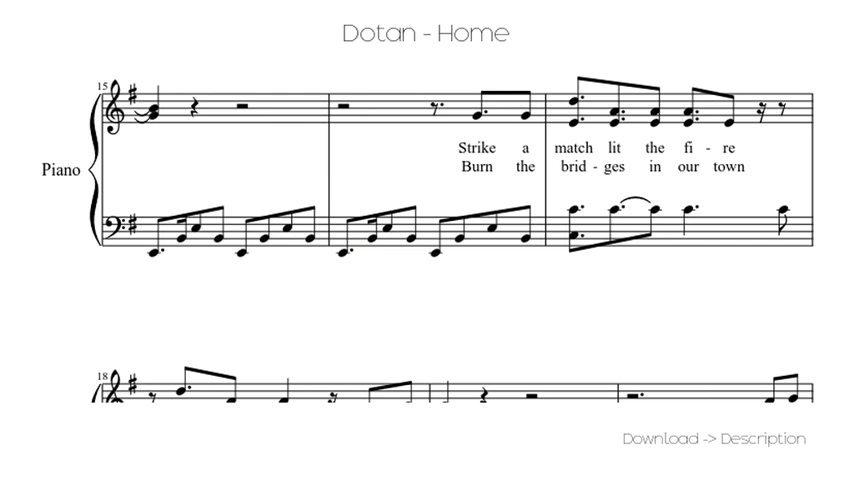 Dotan - Home
15
Strike a match lit the fi - re
Piano
Burn the brid - ges in our town
18
Download -> Description